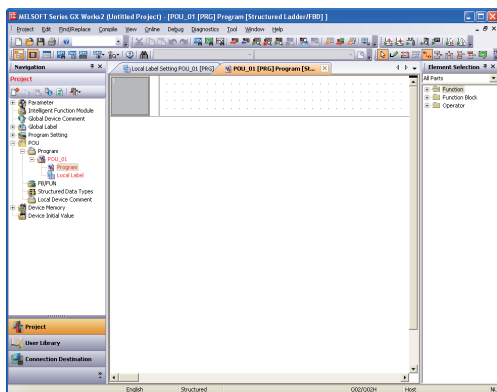 MELSOFT Series GX Works2 (Untitled Project) - [POU_01 [PRG] Program [Structured Ladder/FBD] ]
Project Edit Find/Replace Compile View Online Debug Diagnostics Tool Window Help
Navigation
Local Label Setting POU_01 [PRG]
POU_01 [PRG] Program [St...
Element Selection
Project
All Parts
Function
Function Block
Operator
Parameter
Intelligent Function Module
Global Device Comment
Global Label
Program Setting
POU
Program
POU_01
Program
Local Label
FB/FUN
Structured Data Types
Local Device Comment
Device Memory
Device Initial Value
Project
User Library
Connection Destination
English Structured Q02/Q02H Host NU